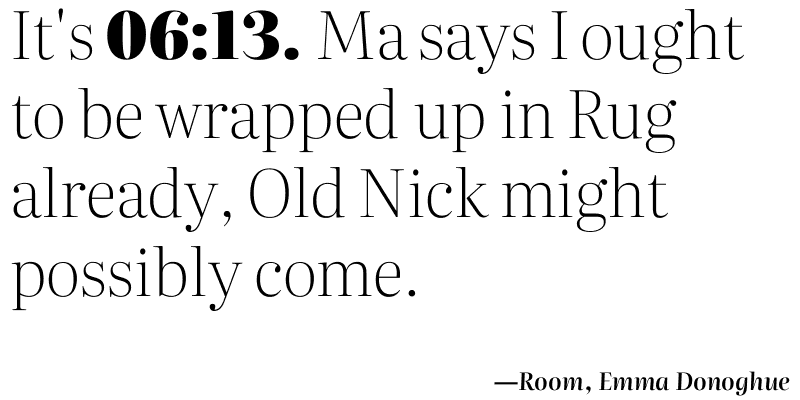 It's 06:13. Ma says I ought
to be wrapped up in Rug
already, Old Nick might
possibly come.
—Room, Emma Donoghue